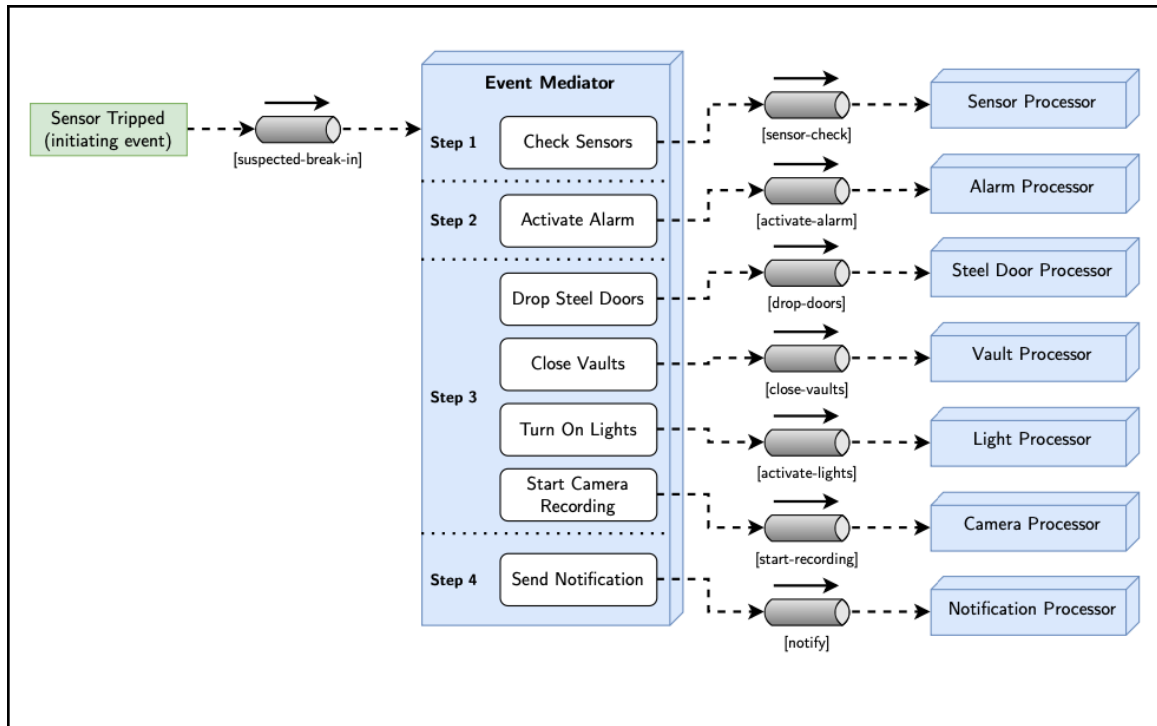 Event Mediator
Sensor Tripped
(initiating event)
[suspected-break-in]
Step 1
Check Sensors
[sensor-check]
Sensor Processor
Step 2
Activate Alarm
[activate-alarm]
Alarm Processor
Step 3
Drop Steel Doors
[drop-doors]
Steel Door Processor
Close Vaults
[close-vaults]
Vault Processor
Turn On Lights
[activate-lights]
Light Processor
Start Camera
Recording
[start-recording]
Camera Processor
Step 4
Send Notification
[notify]
Notification Processor